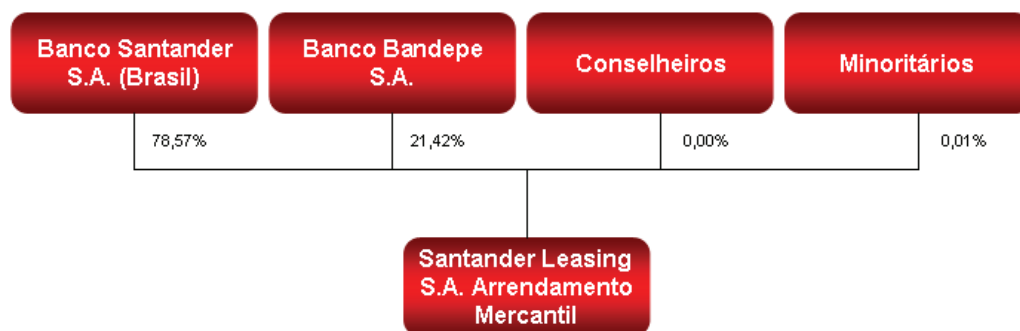 Banco Santander
S.A. (Brasil)
Banco Bandepe
S.A.
Conselheiros
Minoritários
78,57%
21,42%
0,00%
0,01%
Santander Leasing
S.A. Arrendamento
Mercantil